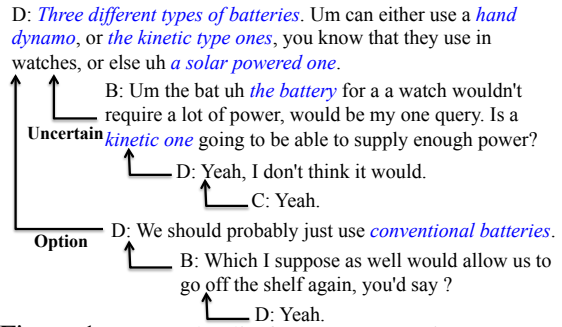 D: Three different types of batteries. Um can either use a hand
dynamo, or the kinetic type ones, you know that they use in
watches, or else uh a solar powered one.
B: Um the bat uh the battery for a a watch wouldn't
require a lot of power, would be my one query. Is a
Uncertain kinetic one going to be able to supply enough power?
D: Yeah, I don't think it would.
C: Yeah.
D: We should probably just use conventional batteries.
Option
B: Which I suppose as well would allow us to
go off the shelf again, you'd say ?
D: Yeah.